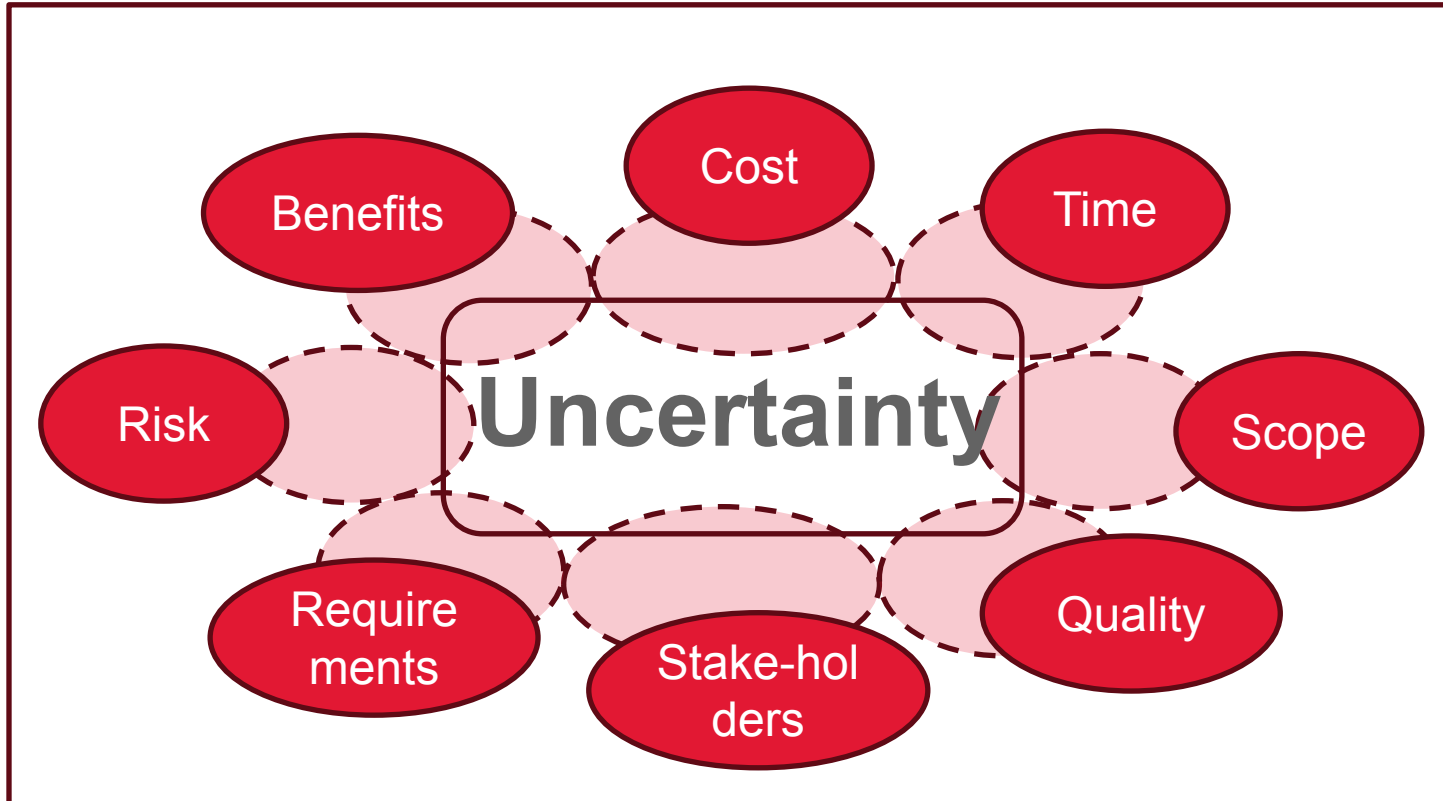 Cost
Benefits
Time
Uncertainty
Risk
Scope
Require
ments
Stake-hol
ders
Quality